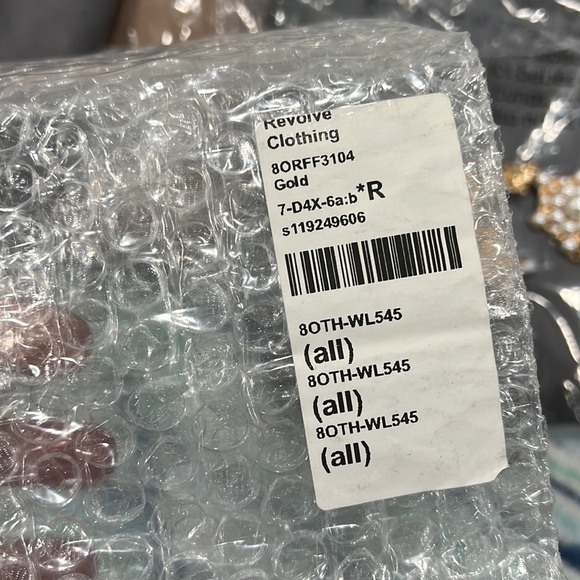 Revolve
Clothing
8ORFF3104
Gold
7-D4X-6a:b*R
s119249606
8OTH-WL545
(all)
8OTH-WL545
(all)
8OTH-WL545
(all)